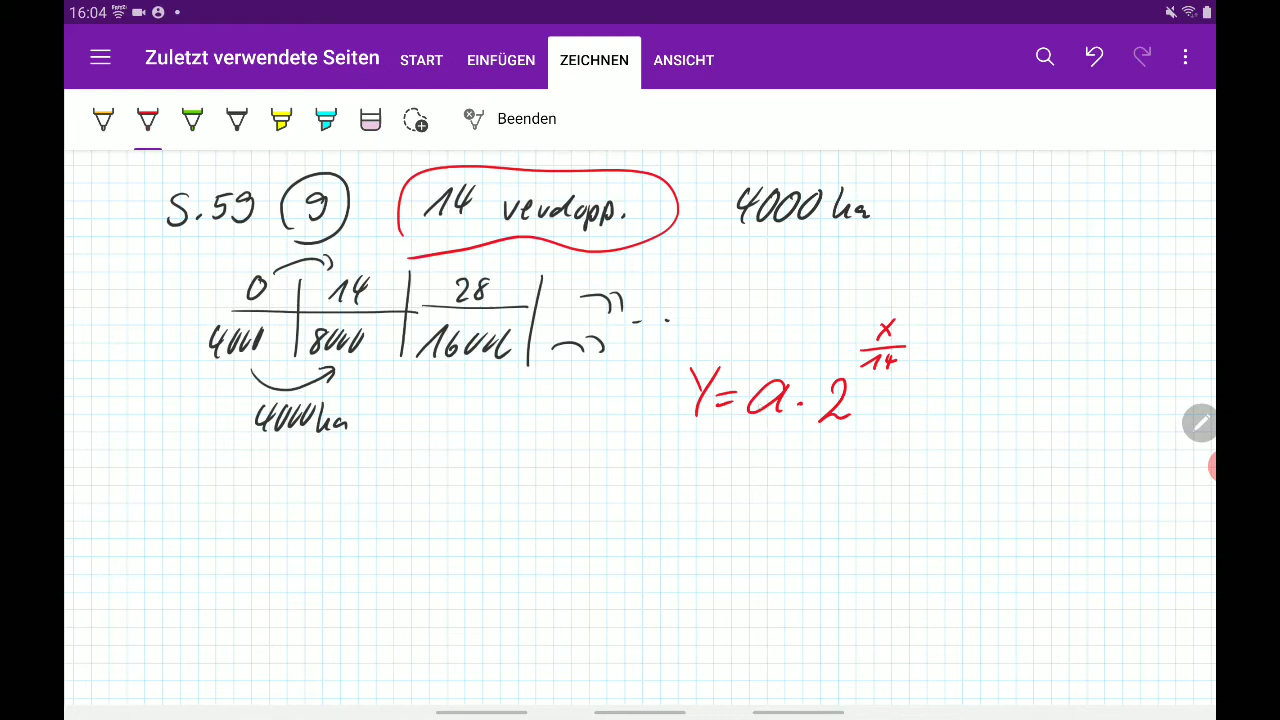 16:04
Zuletzt verwendete Seiten START EINFÜGEN ZEICHNEN ANSICHT
Beenden
S. 59 9 14 verdopp. 4000 ha
0 14 28
4000 8000 16000 ...
4000 ha
Y = a · 2^(x/14)